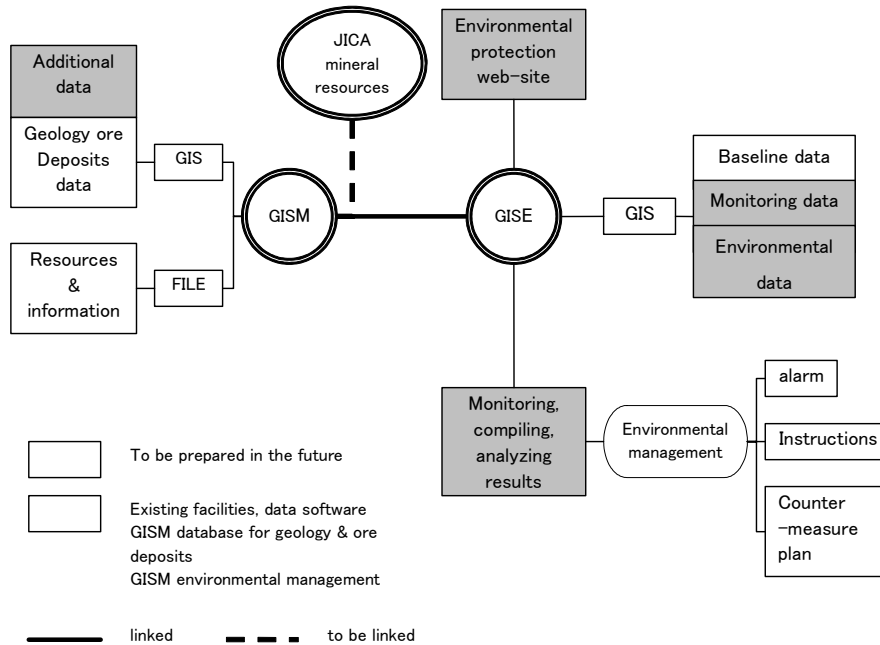 JICA
mineral
resources
Environmental
protection
web-site
Additional
data
Geology ore
Deposits
data
GIS
GISM
GISE
GIS
Baseline data
Monitoring data
Environmental
data
Resources
&
information
FILE
Monitoring,
compiling,
analyzing
results
Environmental
management
alarm
Instructions
Counter
-measure
plan
To be prepared in the future
Existing facilities, data software
GISM database for geology & ore
deposits
GISM environmental management
linked
to be linked